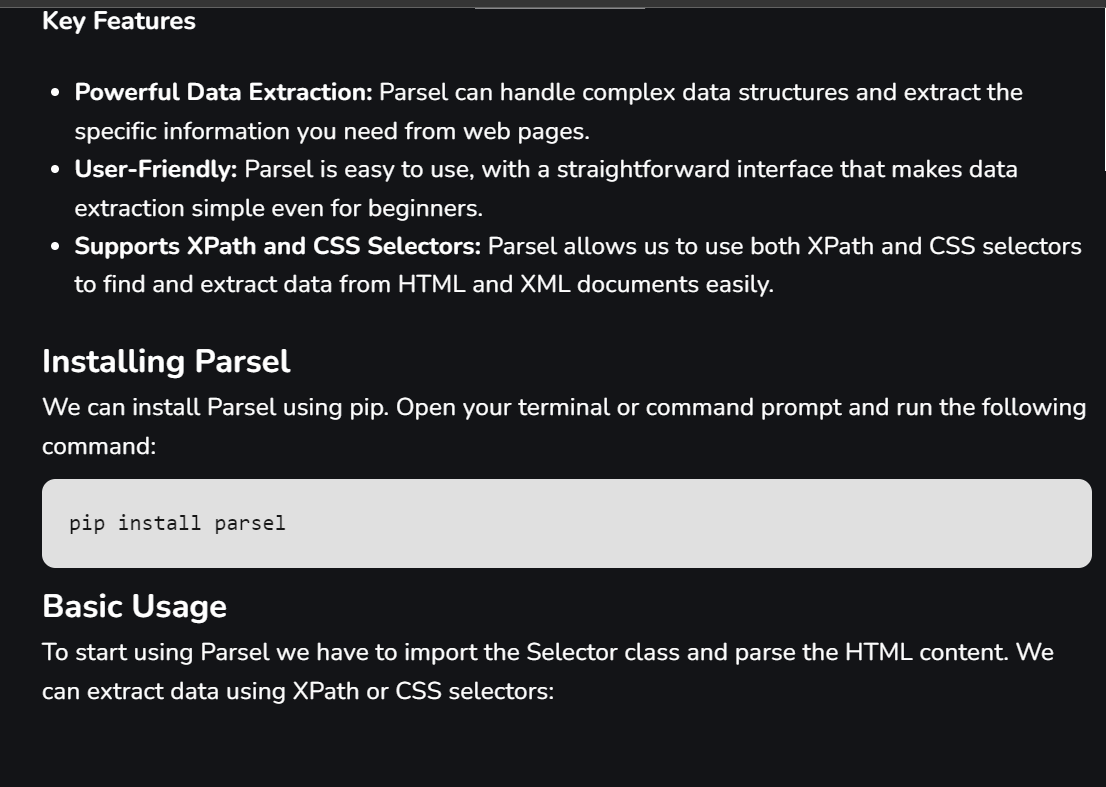 Key Features
Powerful Data Extraction: Parsel can handle complex data structures and extract the
specific information you need from web pages.
User-Friendly: Parsel is easy to use, with a straightforward interface that makes data
extraction simple even for beginners.
Supports XPath and CSS Selectors: Parsel allows us to use both XPath and CSS selectors
to find and extract data from HTML and XML documents easily.
Installing Parsel
We can install Parsel using pip. Open your terminal or command prompt and run the following
command:
pip install parsel
Basic Usage
To start using Parsel we have to import the Selector class and parse the HTML content. We
can extract data using XPath or CSS selectors: